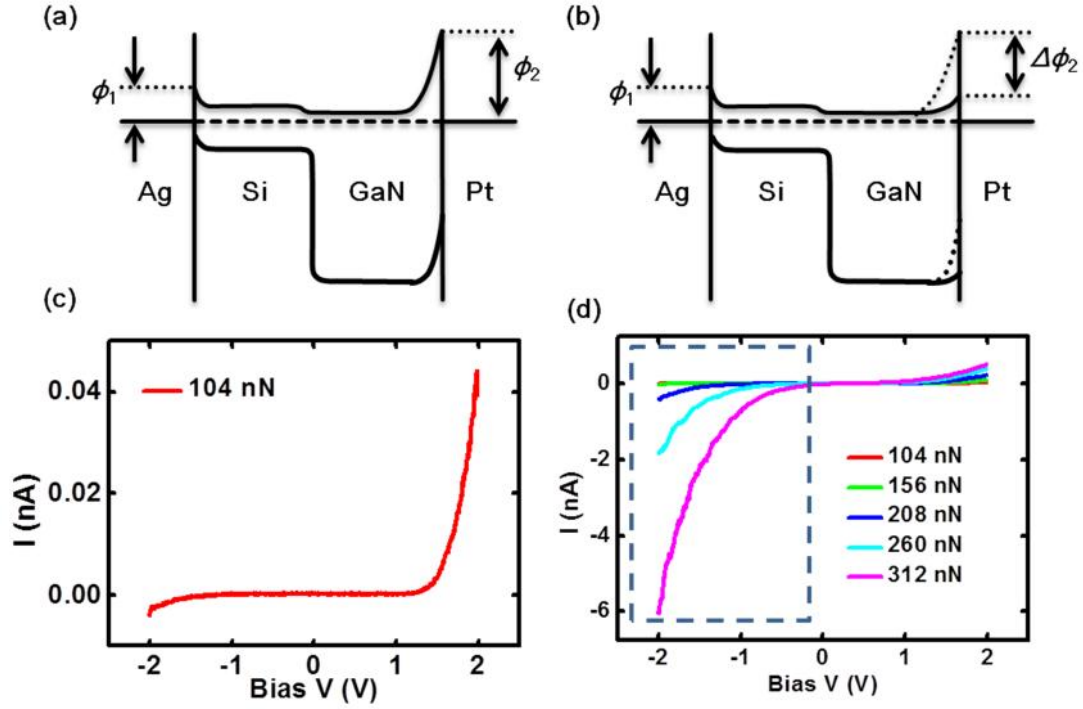 (a)
ϕ1
ϕ2
Ag
Si
GaN
Pt
(b)
ϕ1
Δϕ2
Ag
Si
GaN
Pt
(c)
104 nN
0.04
0.02
0.00
I (nA)
-2
-1
0
1
2
Bias V (V)
(d)
0
-2
-4
-6
I (nA)
104 nN
156 nN
208 nN
260 nN
312 nN
-2
-1
0
1
2
Bias V (V)